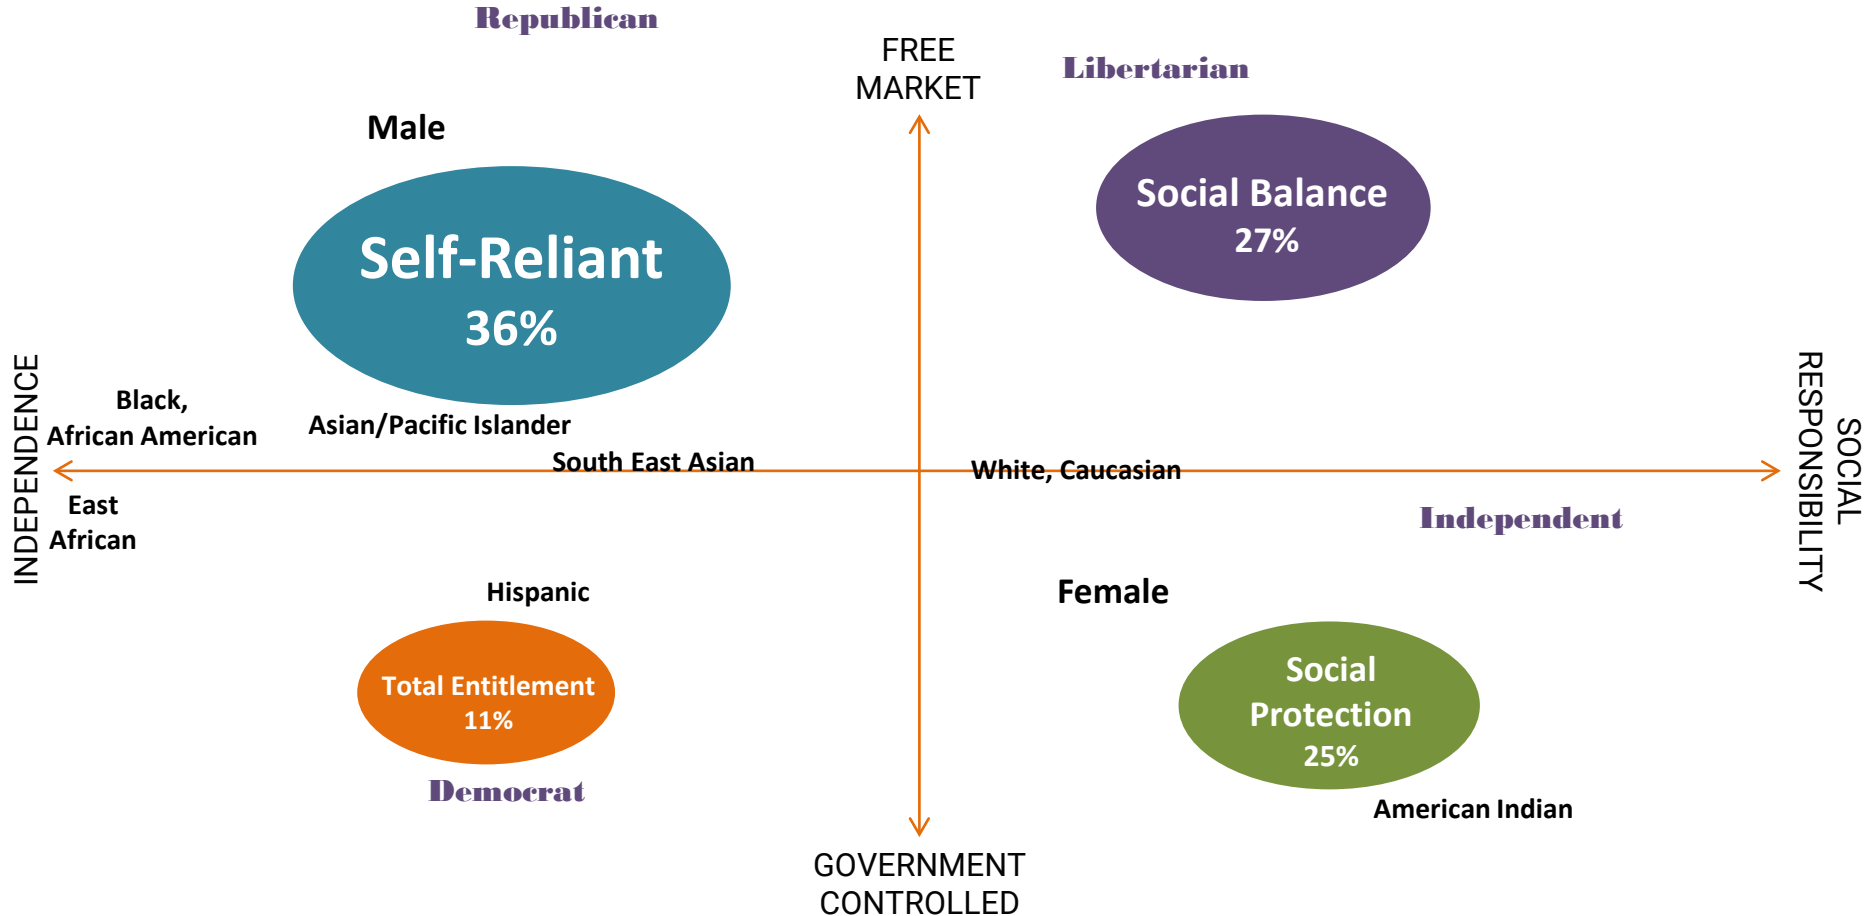 Republican
FREE
MARKET
Libertarian
Male
Social Balance
27%
Self-Reliant
36%
INDEPENDENCE
SOCIAL
RESPONSIBILITY
Black,
African American
Asian/Pacific Islander
South East Asian
White, Caucasian
East
African
Independent
Hispanic
Female
Total Entitlement
11%
Social
Protection
25%
Democrat
American Indian
GOVERNMENT
CONTROLLED